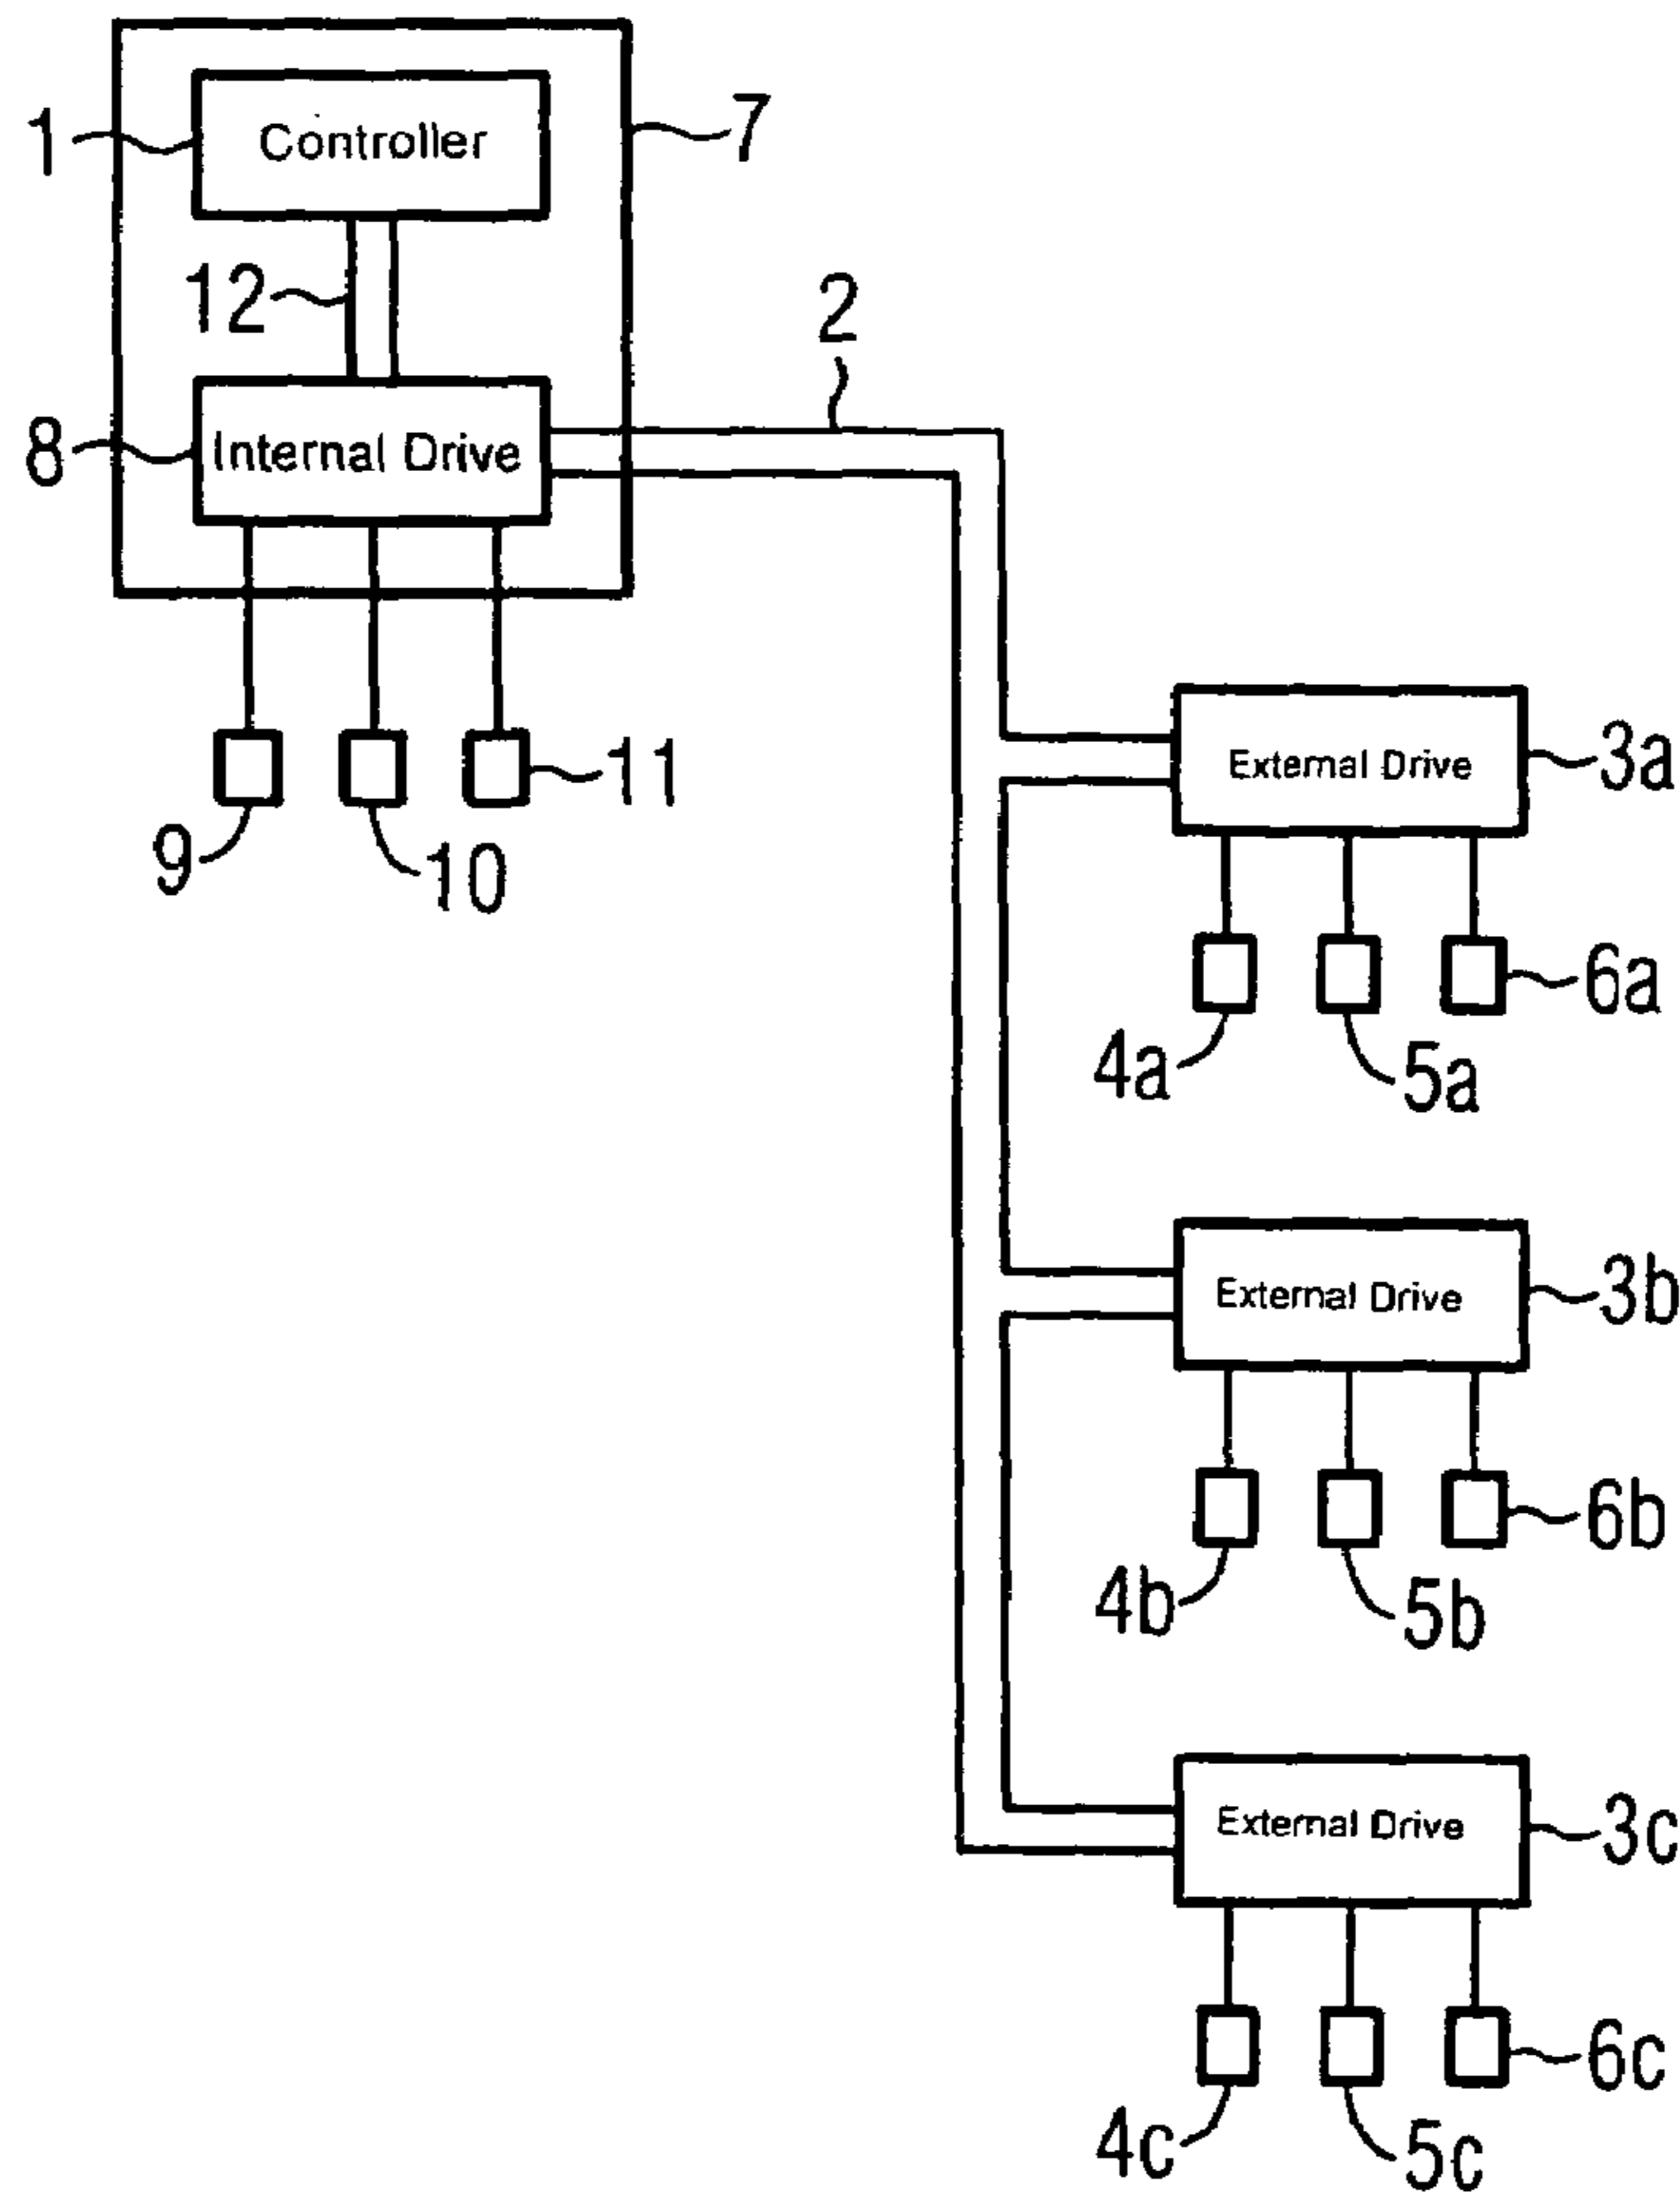 1
Controller
7
12
2
8
Internal Drive
11
9
10
External Drive
3a
6a
4a
5a
External Drive
3b
6b
4b
5b
External Drive
3c
6c
4c
5c